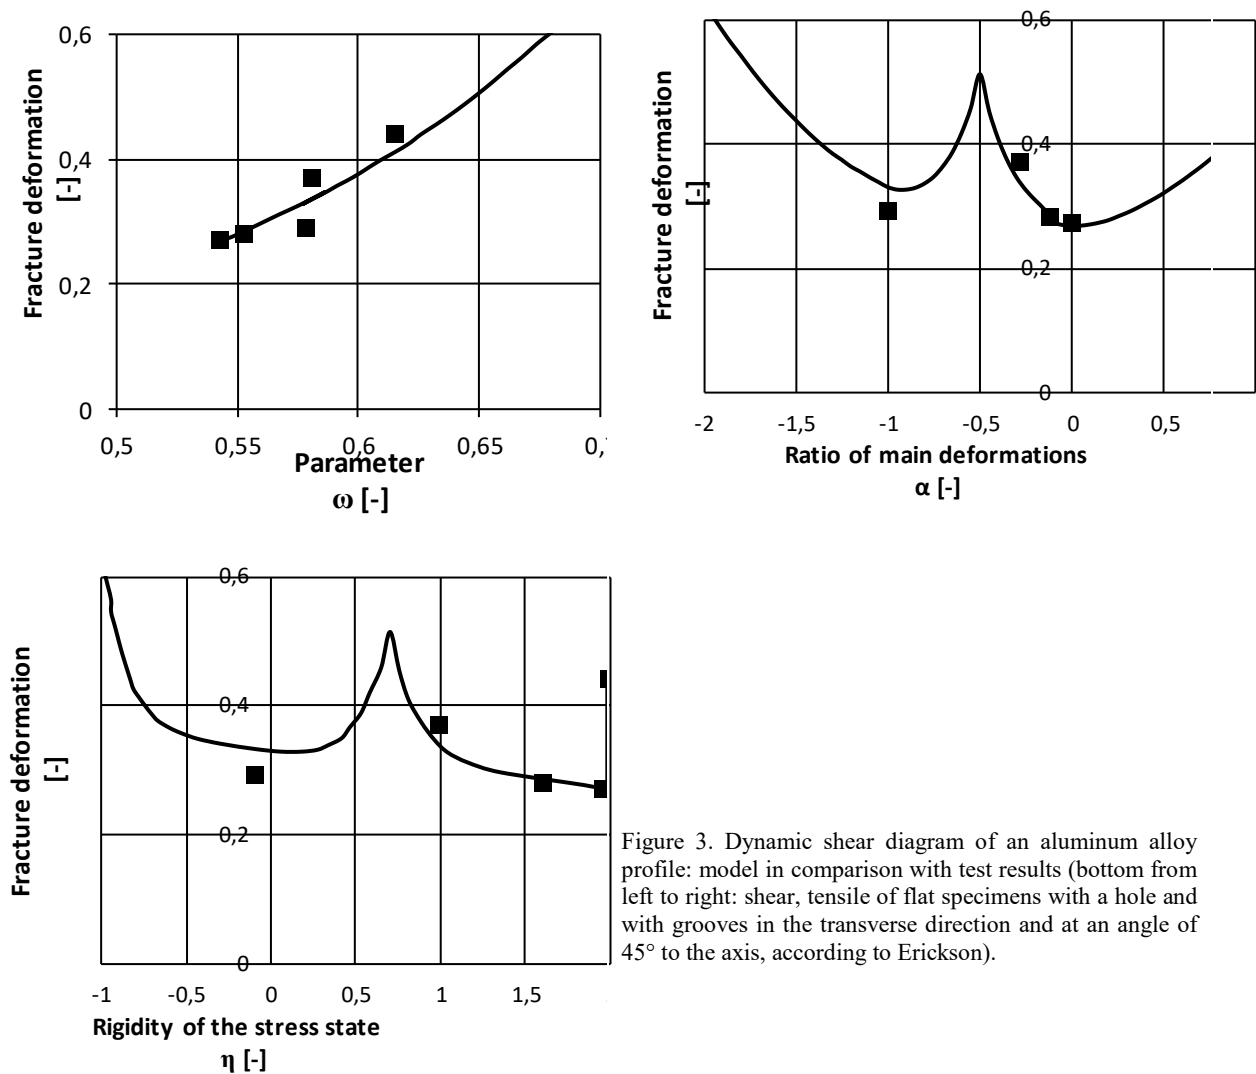 0,6
0,4
0,2
0
Fracture deformation
[-]
0,5 0,55 0,6 0,65
Parameter
ω [-]
0,6
0,4
0,2
0
Fracture deformation
[-]
-2 -1,5 -1 -0,5 0 0,5
Ratio of main deformations
α [-]
0,6
0,4
0,2
0
Fracture deformation
[-]
-1 -0,5 0 0,5 1 1,5
Rigidity of the stress state
η [-]
Figure 3. Dynamic shear diagram of an aluminum alloy
profile: model in comparison with test results (bottom from
left to right: shear, tensile of flat specimens with a hole and
with grooves in the transverse direction and at an angle of
45° to the axis, according to Erickson).